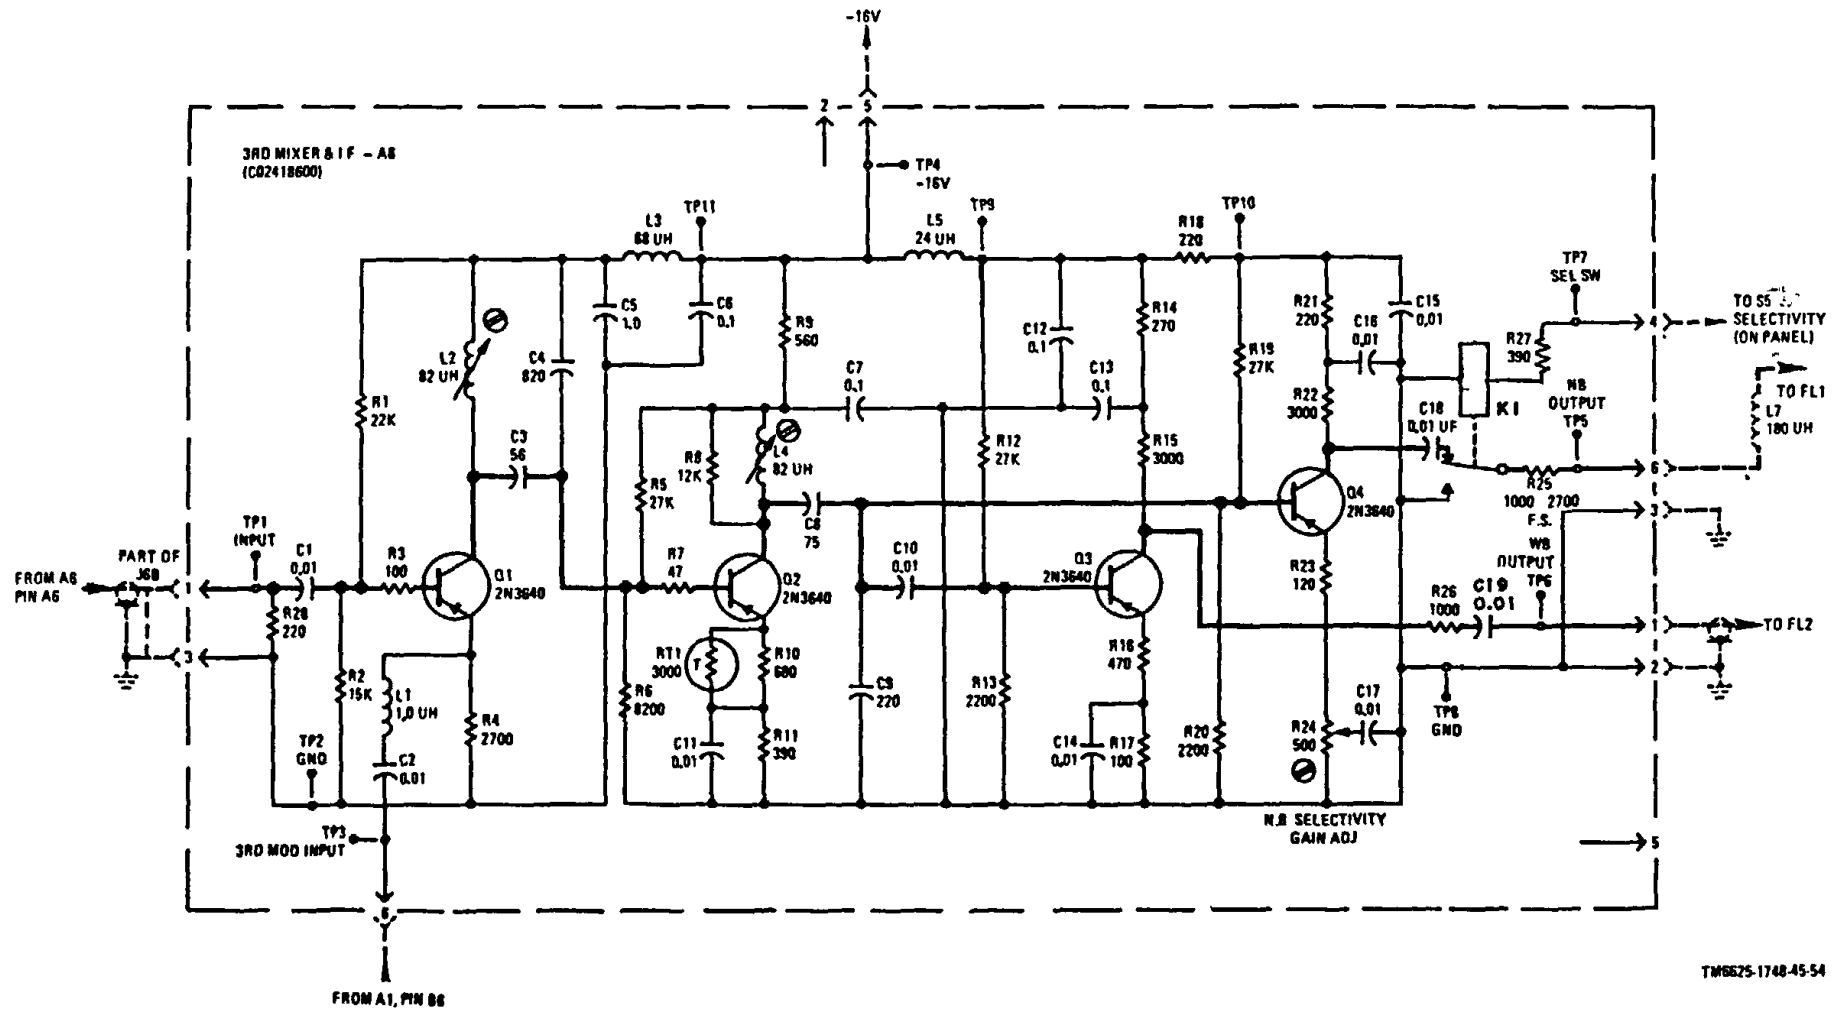 -16V
2
5
3RD MIXER & IF - A6
(C02418600)
TP4
-16V
TP11
L3
68 UH
L5
24 UH
TP9
R18
220
TP10
TP7
SEL SW
C5
1.0
C6
0.1
R9
560
C12
0.1
R14
270
R21
220
C16
0.01
C15
0.01
4
TO S5
SELECTIVITY
(ON PANEL)
L2
82 UH
C4
820
R19
27K
R27
390
C7
0.1
C13
0.1
R1
22K
R22
3000
K1
NB
OUTPUT
TP5
TO FL1
L7
180 UH
C18
0.01 UF
C3
56
R8
12K
L4
82 UH
R12
27K
R15
3000
R5
27K
6
R25
1000 2700
F.S.
Q4
2N3640
C8
75
3
TP1
INPUT
PART OF
J6B
C1
0.01
R3
100
R7
47
C10
0.01
Q3
2N3640
WB
OUTPUT
TP6
FROM A6
PIN A6
1
Q1
2N3640
Q2
2N3640
R23
120
R26
1000
C19
0.01
R28
220
1
TO FL2
3
RT1
3000
T
R10
680
R16
470
2
R2
15K
L1
1.0 UH
R6
8200
C9
220
R13
2200
C17
0.01
TP8
GND
R4
2700
TP2
GND
C2
0.01
C11
0.01
R11
390
C14
0.01
R17
100
R20
2200
R24
500
N.B SELECTIVITY
GAIN ADJ
TP3
3RD MOD INPUT
5
6
TM6625-1748-45-54
FROM A1, PIN B6